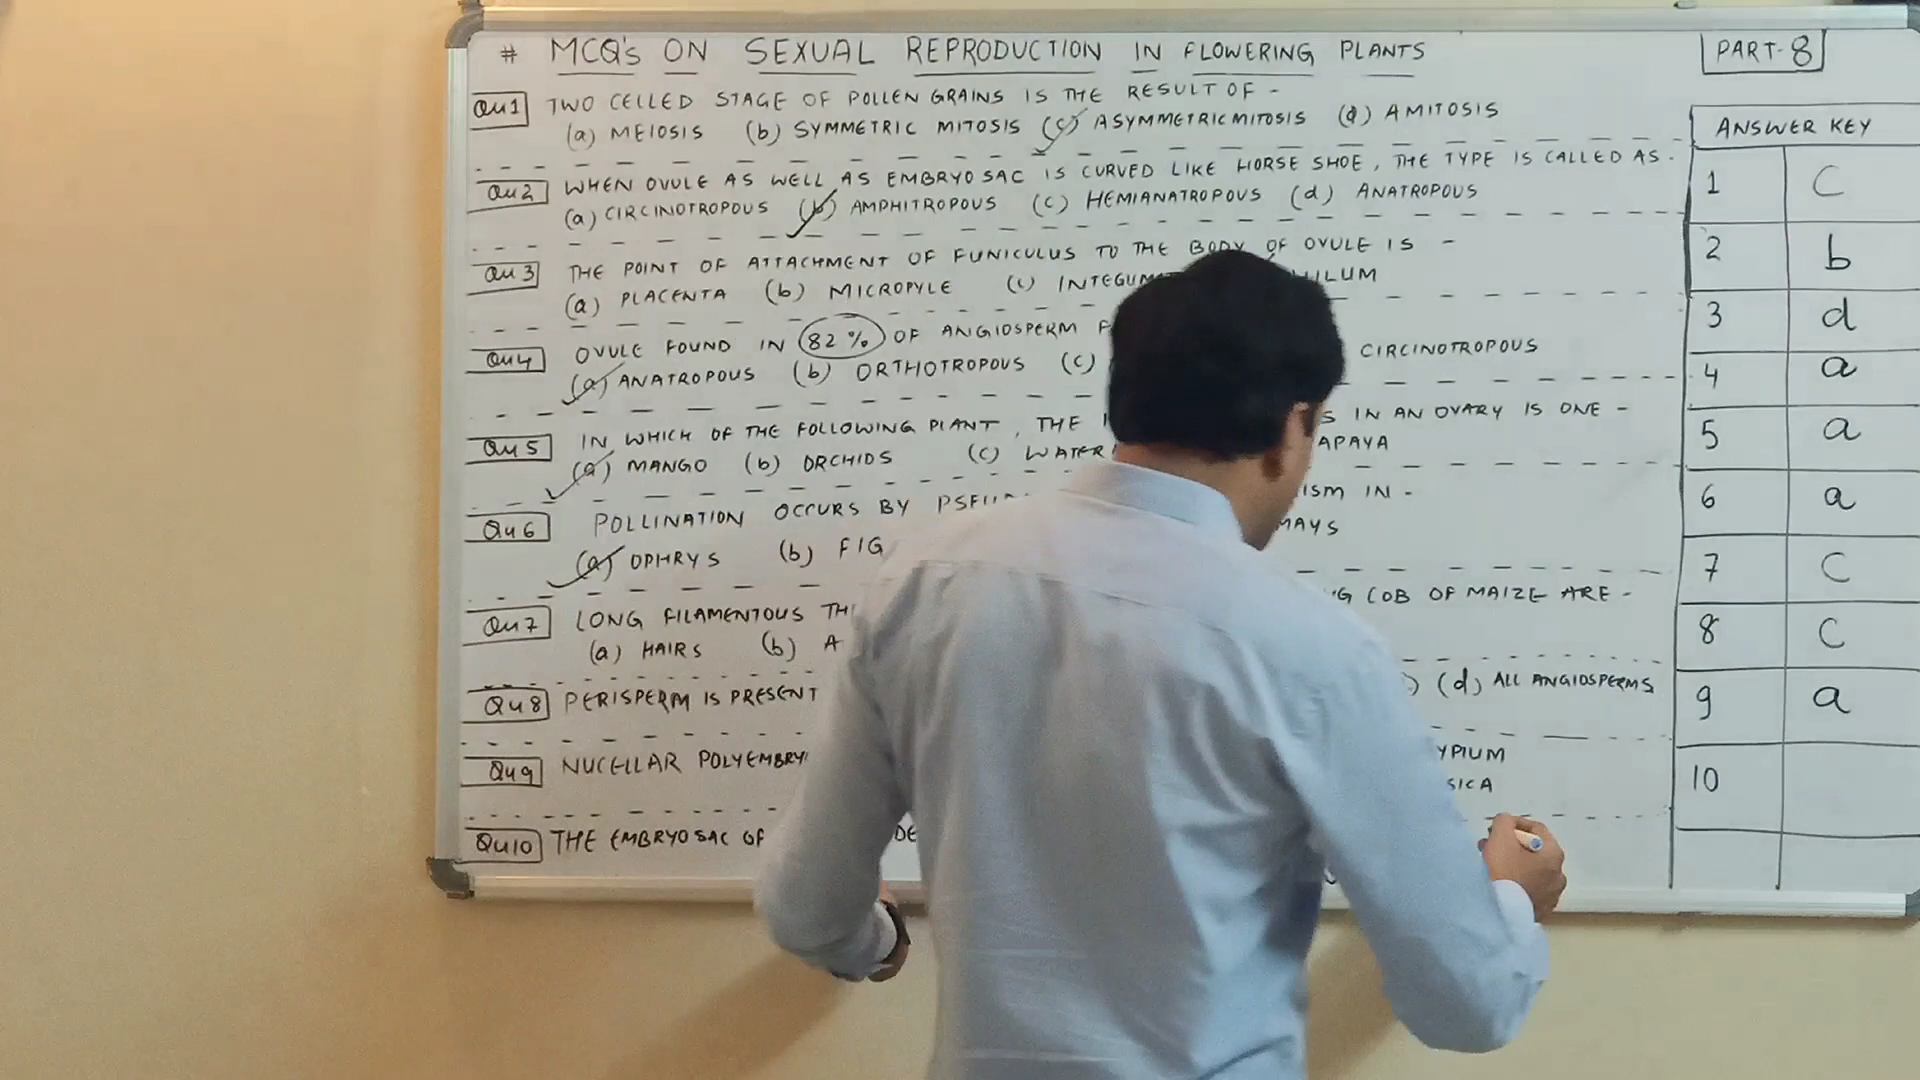 # MCQ's ON SEXUAL REPRODUCTION IN FLOWERING PLANTS
PART-8
Qu1 TWO CELLED STAGE OF POLLEN GRAINS IS THE RESULT OF -
(a) MEIOSIS (b) SYMMETRIC MITOSIS (c) ASYMMETRIC MITOSIS (d) AMITOSIS
Qu2 WHEN OVULE AS WELL AS EMBRYO SAC IS CURVED LIKE HORSE SHOE, THE TYPE IS CALLED AS -
(a) CIRCINOTROPOUS (b) AMPHITROPOUS (c) HEMIANATROPOUS (d) ANATROPOUS
Qu3 THE POINT OF ATTACHMENT OF FUNICULUS TO THE BODY OF OVULE IS -
(a) PLACENTA (b) MICROPYLE (c) INTEGUM HILUM
Qu4 OVULE FOUND IN 82% OF ANGIOSPERM F
(a) ANATROPOUS (b) ORTHOTROPOUS (c) CIRCINOTROPOUS
Qu5 IN WHICH OF THE FOLLOWING PLANT, THE S IN AN OVARY IS ONE -
(a) MANGO (b) ORCHIDS (c) WATER APAYA
Qu6 POLLINATION OCCURS BY PSEU ISM IN -
(a) OPHRYS (b) FIG MAYS
Qu7 LONG FILAMENTOUS TH G COB OF MAIZE ARE -
(a) HAIRS (b) A
Qu8 PERISPERM IS PRESENT (d) ALL ANGIOSPERMS
Qu9 NUCELLAR POLYEMBRY YPIUM
SICA
Qu10 THE EMBRYO SAC OF DE
ANSWER KEY
1 C
2 b
3 d
4 a
5 a
6 a
7 C
8 C
9 a
10